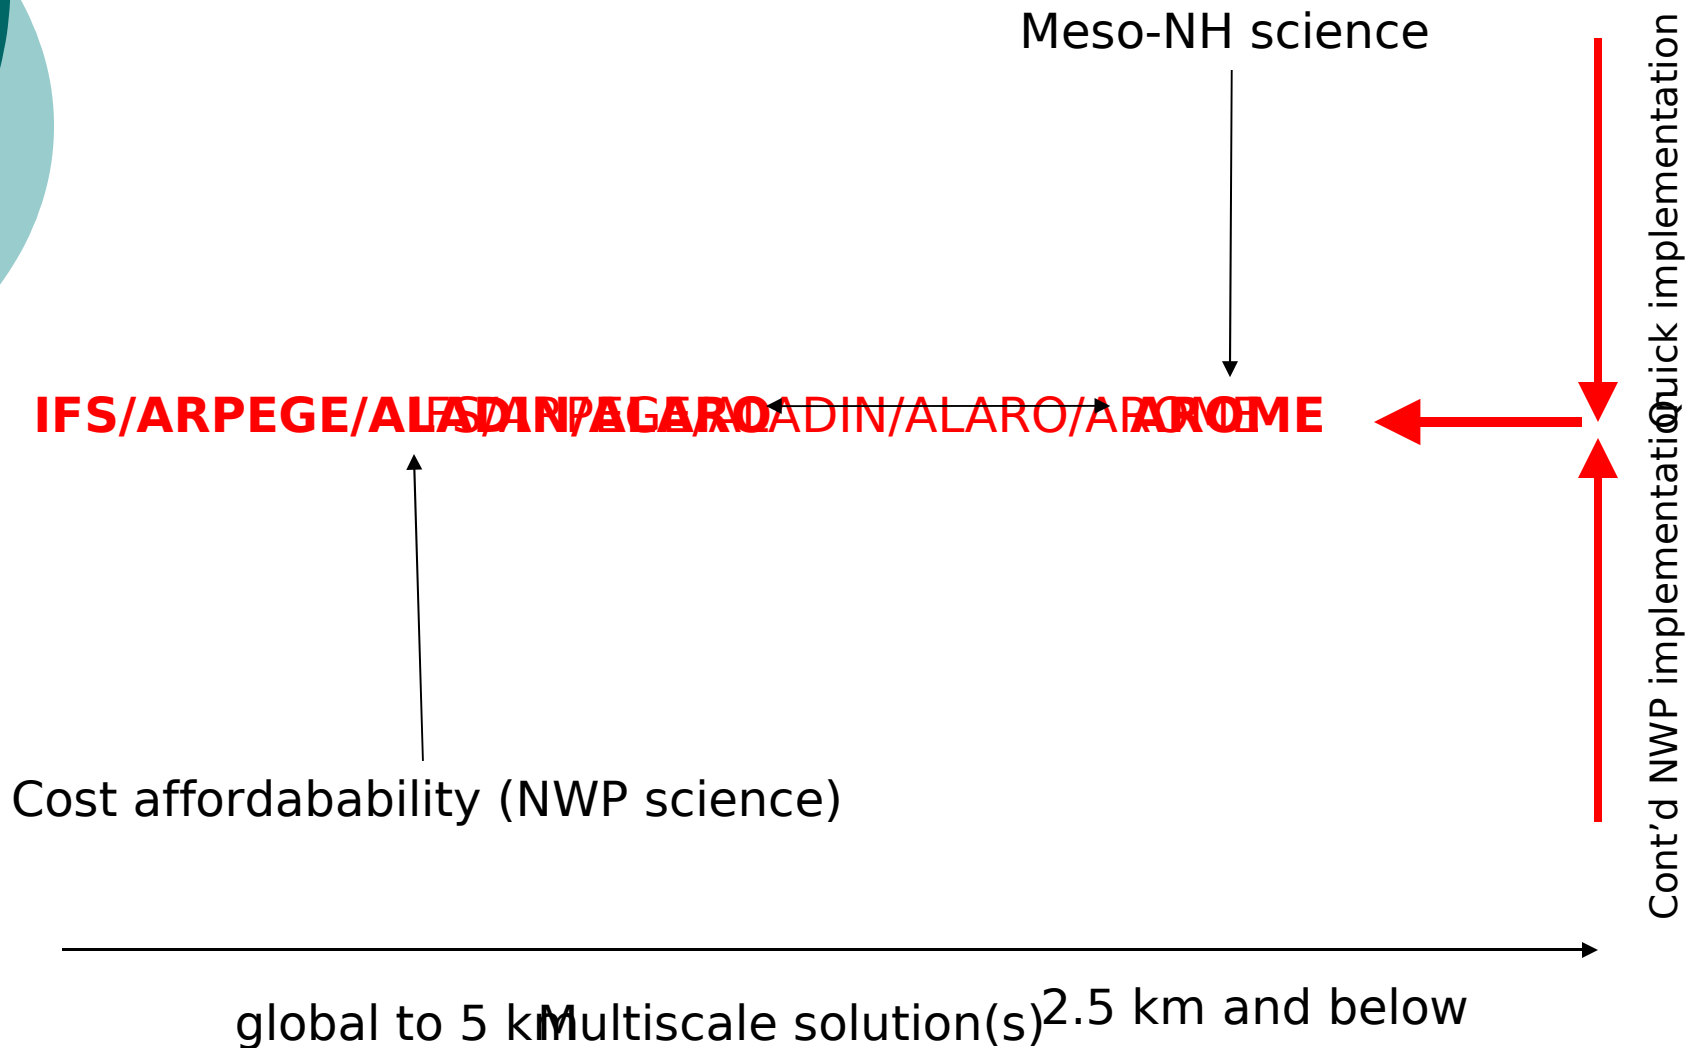 Meso-NH science
Quick implementation
IFS/ARPEGE/ALADIN/ALARO
IFS/ARPEGE/ALADIN/ALARO/AROME
AROME
Cont’d NWP implementation
Cost affordabability (NWP science)
global to 5 km
Multiscale solution(s)
2.5 km and below